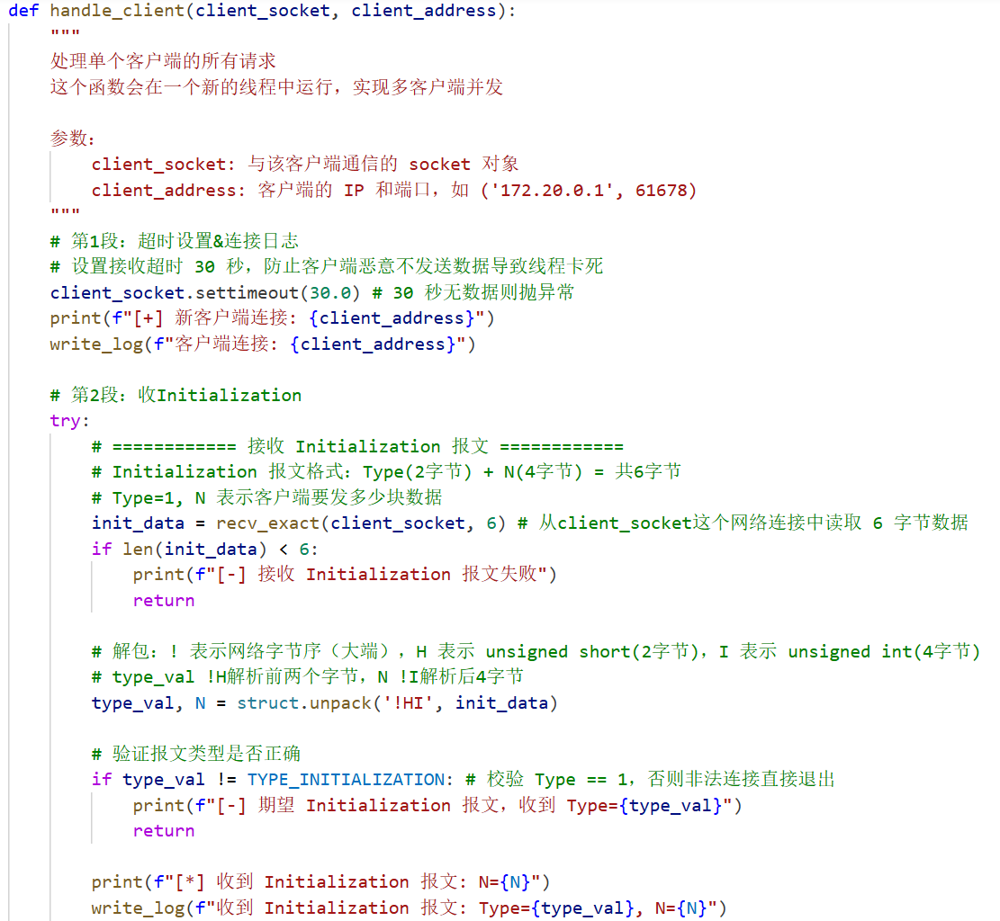 def handle_client(client_socket, client_address):
    """
    处理单个客户端的所有请求
    这个函数会在一个新的线程中运行，实现多客户端并发

    参数：
        client_socket: 与该客户端通信的 socket 对象
        client_address: 客户端的 IP 和端口，如 ('172.20.0.1', 61678)
    """
    # 第1段：超时设置&连接日志
    # 设置接收超时 30 秒，防止客户端恶意不发送数据导致线程卡死
    client_socket.settimeout(30.0) # 30 秒无数据则抛异常
    print(f"[+] 新客户端连接: {client_address}")
    write_log(f"客户端连接: {client_address}")

    # 第2段：收Initialization
    try:
        # ============ 接收 Initialization 报文 ============
        # Initialization 报文格式：Type(2字节) + N(4字节) = 共6字节
        # Type=1, N 表示客户端要发多少块数据
        init_data = recv_exact(client_socket, 6) # 从client_socket这个网络连接中读取 6 字节数据
        if len(init_data) < 6:
            print(f"[-] 接收 Initialization 报文失败")
            return

        # 解包：! 表示网络字节序（大端），H 表示 unsigned short(2字节)，I 表示 unsigned int(4字节)
        # type_val !H解析前两个字节，N !I解析后4字节
        type_val, N = struct.unpack('!HI', init_data)

        # 验证报文类型是否正确
        if type_val != TYPE_INITIALIZATION: # 校验 Type == 1，否则非法连接直接退出
            print(f"[-] 期望 Initialization 报文，收到 Type={type_val}")
            return

        print(f"[*] 收到 Initialization 报文: N={N}")
        write_log(f"收到 Initialization 报文: Type={type_val}, N={N}")